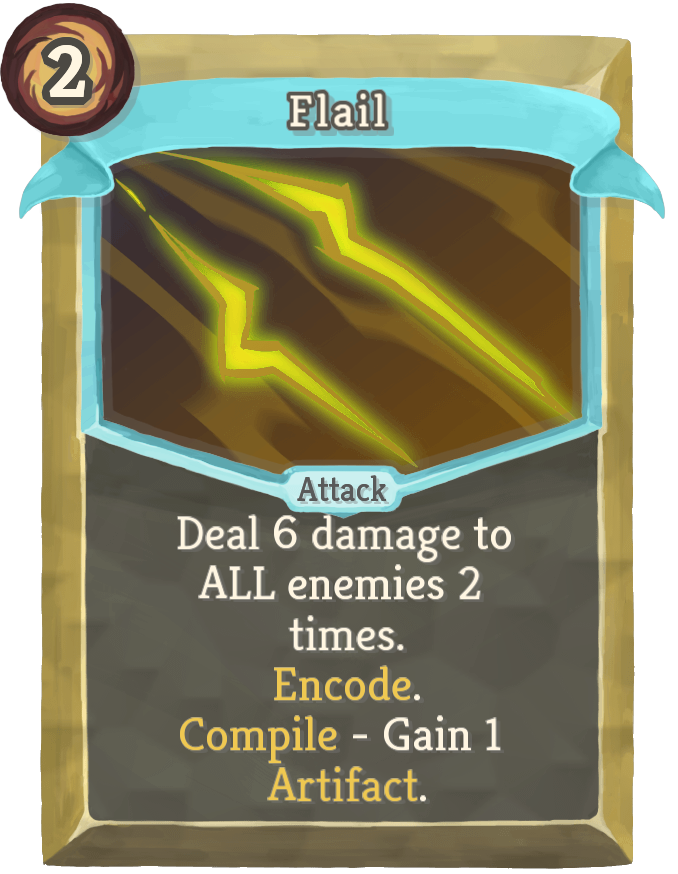 2
Flail
Attack
Deal 6 damage to
ALL enemies 2
times.
Encode.
Compile - Gain 1
Artifact.